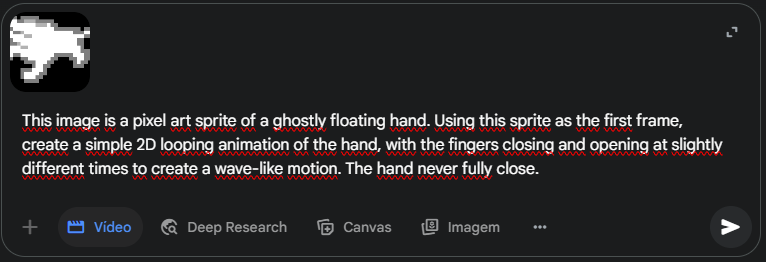 This image is a pixel art sprite of a ghostly floating hand. Using this sprite as the first frame,
create a simple 2D looping animation of the hand, with the fingers closing and opening at slightly
different times to create a wave-like motion. The hand never fully close.
Vídeo Deep Research Canvas Imagem